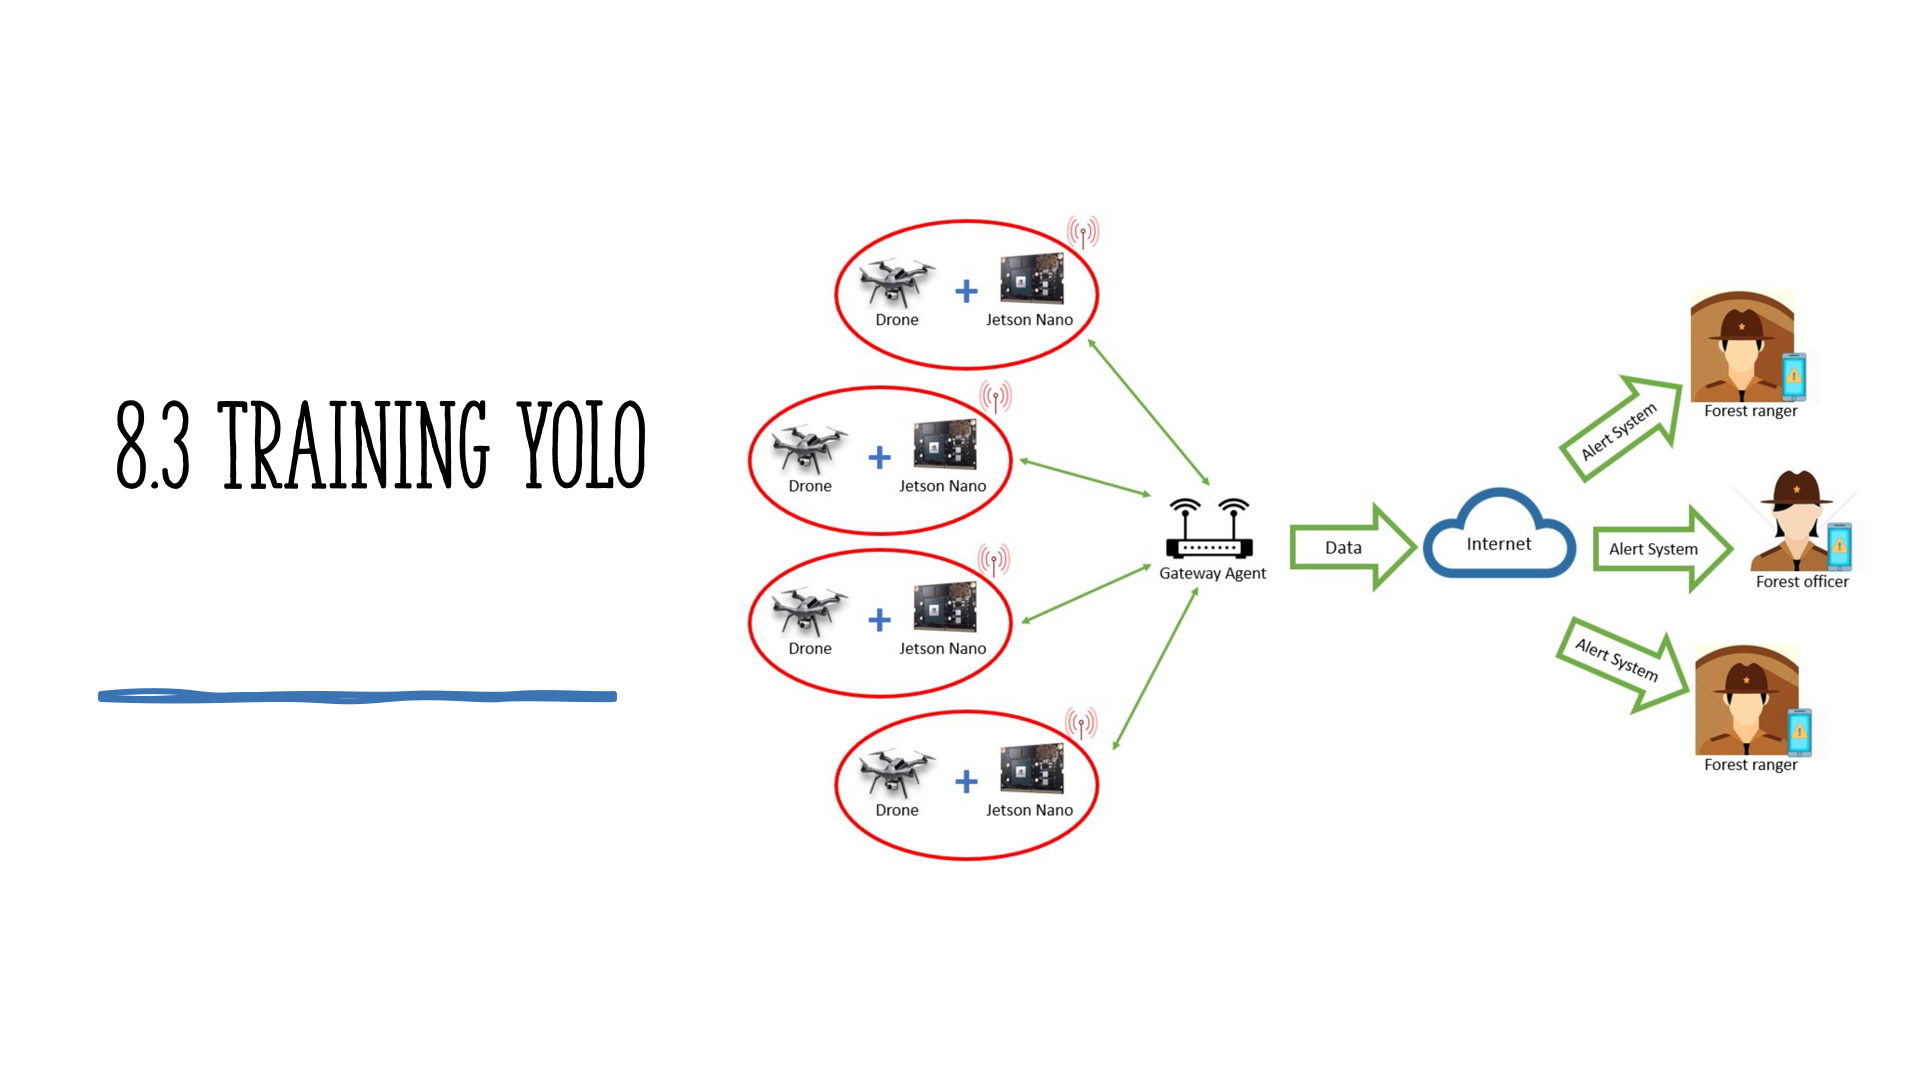 8.3 TRAINING YOLO
Drone
Jetson Nano
Drone
Jetson Nano
Drone
Jetson Nano
Drone
Jetson Nano
Gateway Agent
Data
Internet
Alert System
Forest ranger
Alert System
Forest officer
Alert System
Forest ranger